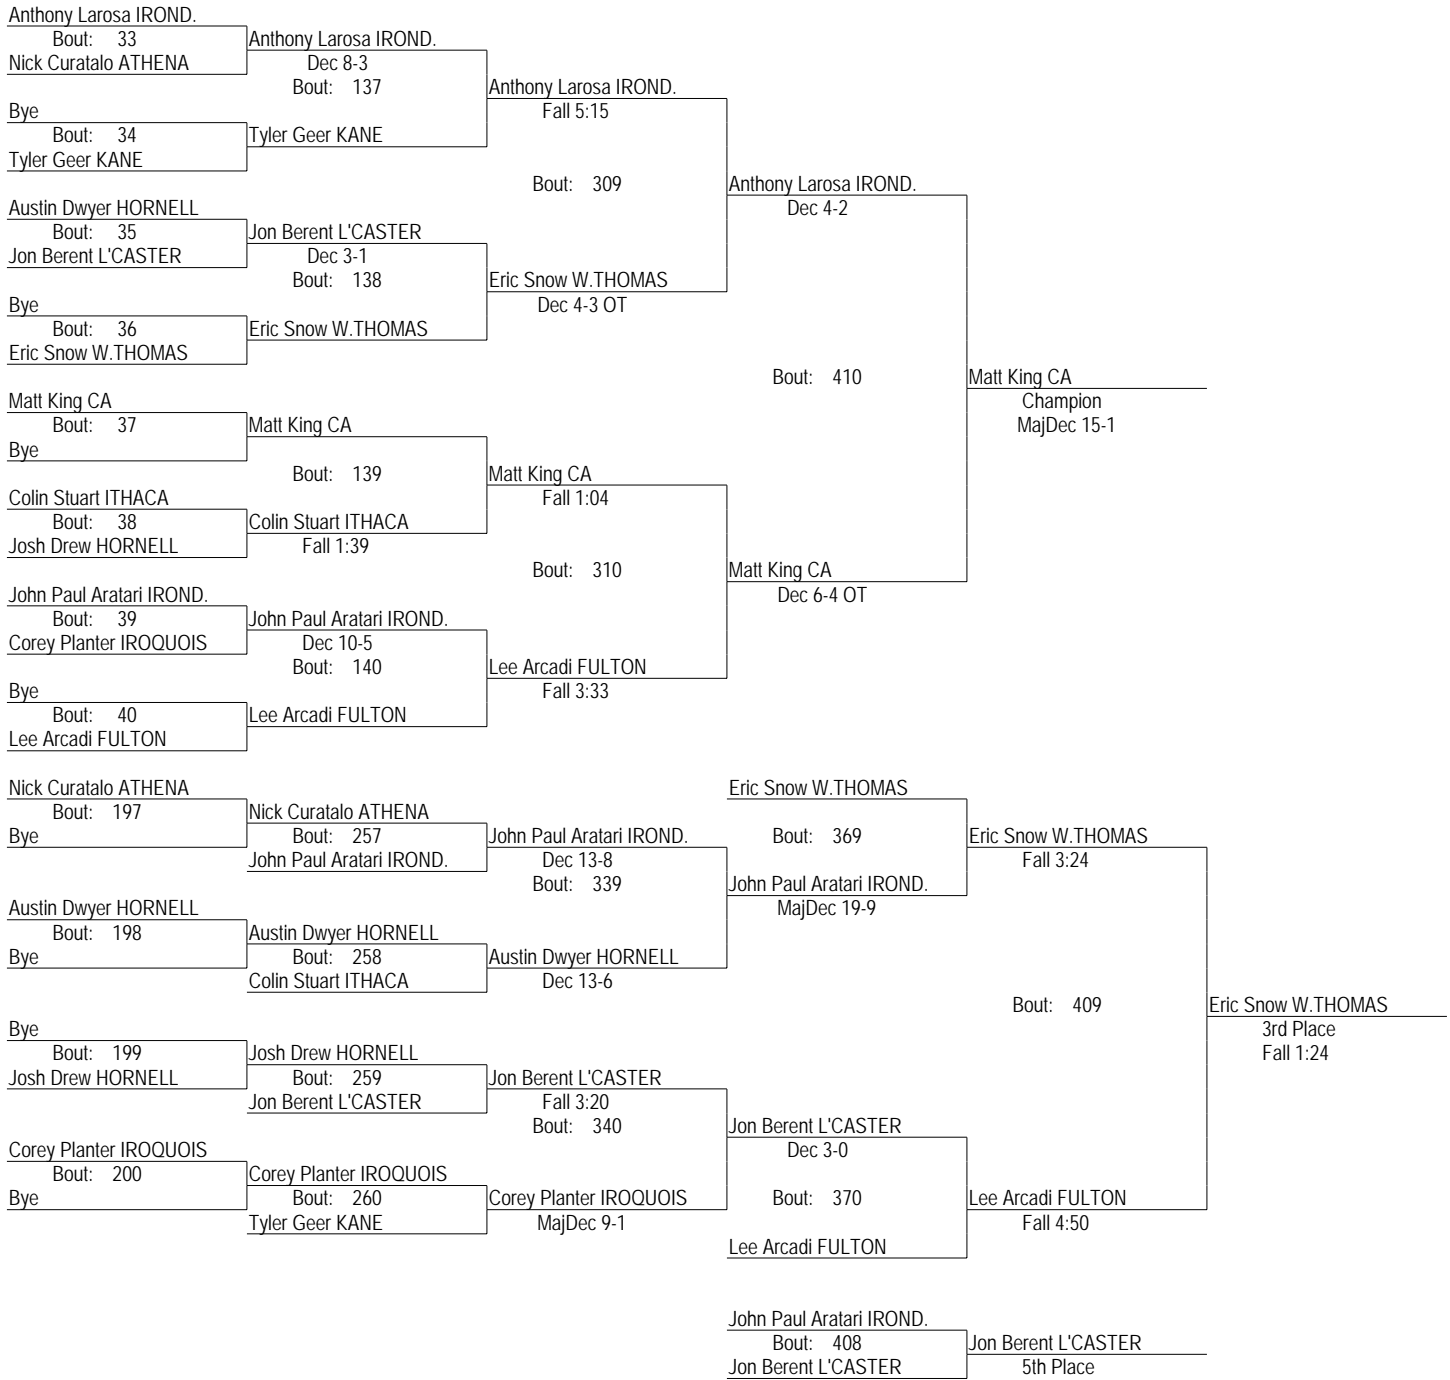 Anthony Larosa IROND.
Bout: 33
Nick Curatalo ATHENA
Anthony Larosa IROND.
Dec 8-3
Bout: 137
Bye
Bout: 34
Tyler Geer KANE
Tyler Geer KANE
Anthony Larosa IROND.
Fall 5:15
Bout: 309
Austin Dwyer HORNELL
Bout: 35
Jon Berent L'CASTER
Jon Berent L'CASTER
Dec 3-1
Bout: 138
Bye
Bout: 36
Eric Snow W.THOMAS
Eric Snow W.THOMAS
Eric Snow W.THOMAS
Dec 4-3 OT
Anthony Larosa IROND.
Dec 4-2
Bout: 410
Matt King CA
Champion
MajDec 15-1
Matt King CA
Bout: 37
Bye
Matt King CA
Bout: 139
Colin Stuart ITHACA
Bout: 38
Josh Drew HORNELL
Colin Stuart ITHACA
Fall 1:39
Matt King CA
Fall 1:04
Bout: 310
John Paul Aratari IROND.
Bout: 39
Corey Planter IROQUOIS
John Paul Aratari IROND.
Dec 10-5
Bout: 140
Bye
Bout: 40
Lee Arcadi FULTON
Lee Arcadi FULTON
Lee Arcadi FULTON
Fall 3:33
Matt King CA
Dec 6-4 OT
Nick Curatalo ATHENA
Bout: 197
Bye
Nick Curatalo ATHENA
Bout: 257
John Paul Aratari IROND.
John Paul Aratari IROND.
Dec 13-8
Bout: 339
Austin Dwyer HORNELL
Bout: 198
Bye
Austin Dwyer HORNELL
Bout: 258
Colin Stuart ITHACA
Austin Dwyer HORNELL
Dec 13-6
Eric Snow W.THOMAS
Bout: 369
John Paul Aratari IROND.
MajDec 19-9
Eric Snow W.THOMAS
Fall 3:24
Bout: 409
Eric Snow W.THOMAS
3rd Place
Fall 1:24
Bye
Bout: 199
Josh Drew HORNELL
Josh Drew HORNELL
Bout: 259
Jon Berent L'CASTER
Jon Berent L'CASTER
Fall 3:20
Bout: 340
Corey Planter IROQUOIS
Bout: 200
Bye
Corey Planter IROQUOIS
Bout: 260
Tyler Geer KANE
Corey Planter IROQUOIS
MajDec 9-1
Jon Berent L'CASTER
Dec 3-0
Bout: 370
Lee Arcadi FULTON
Lee Arcadi FULTON
Fall 4:50
John Paul Aratari IROND.
Bout: 408
Jon Berent L'CASTER
Jon Berent L'CASTER
5th Place